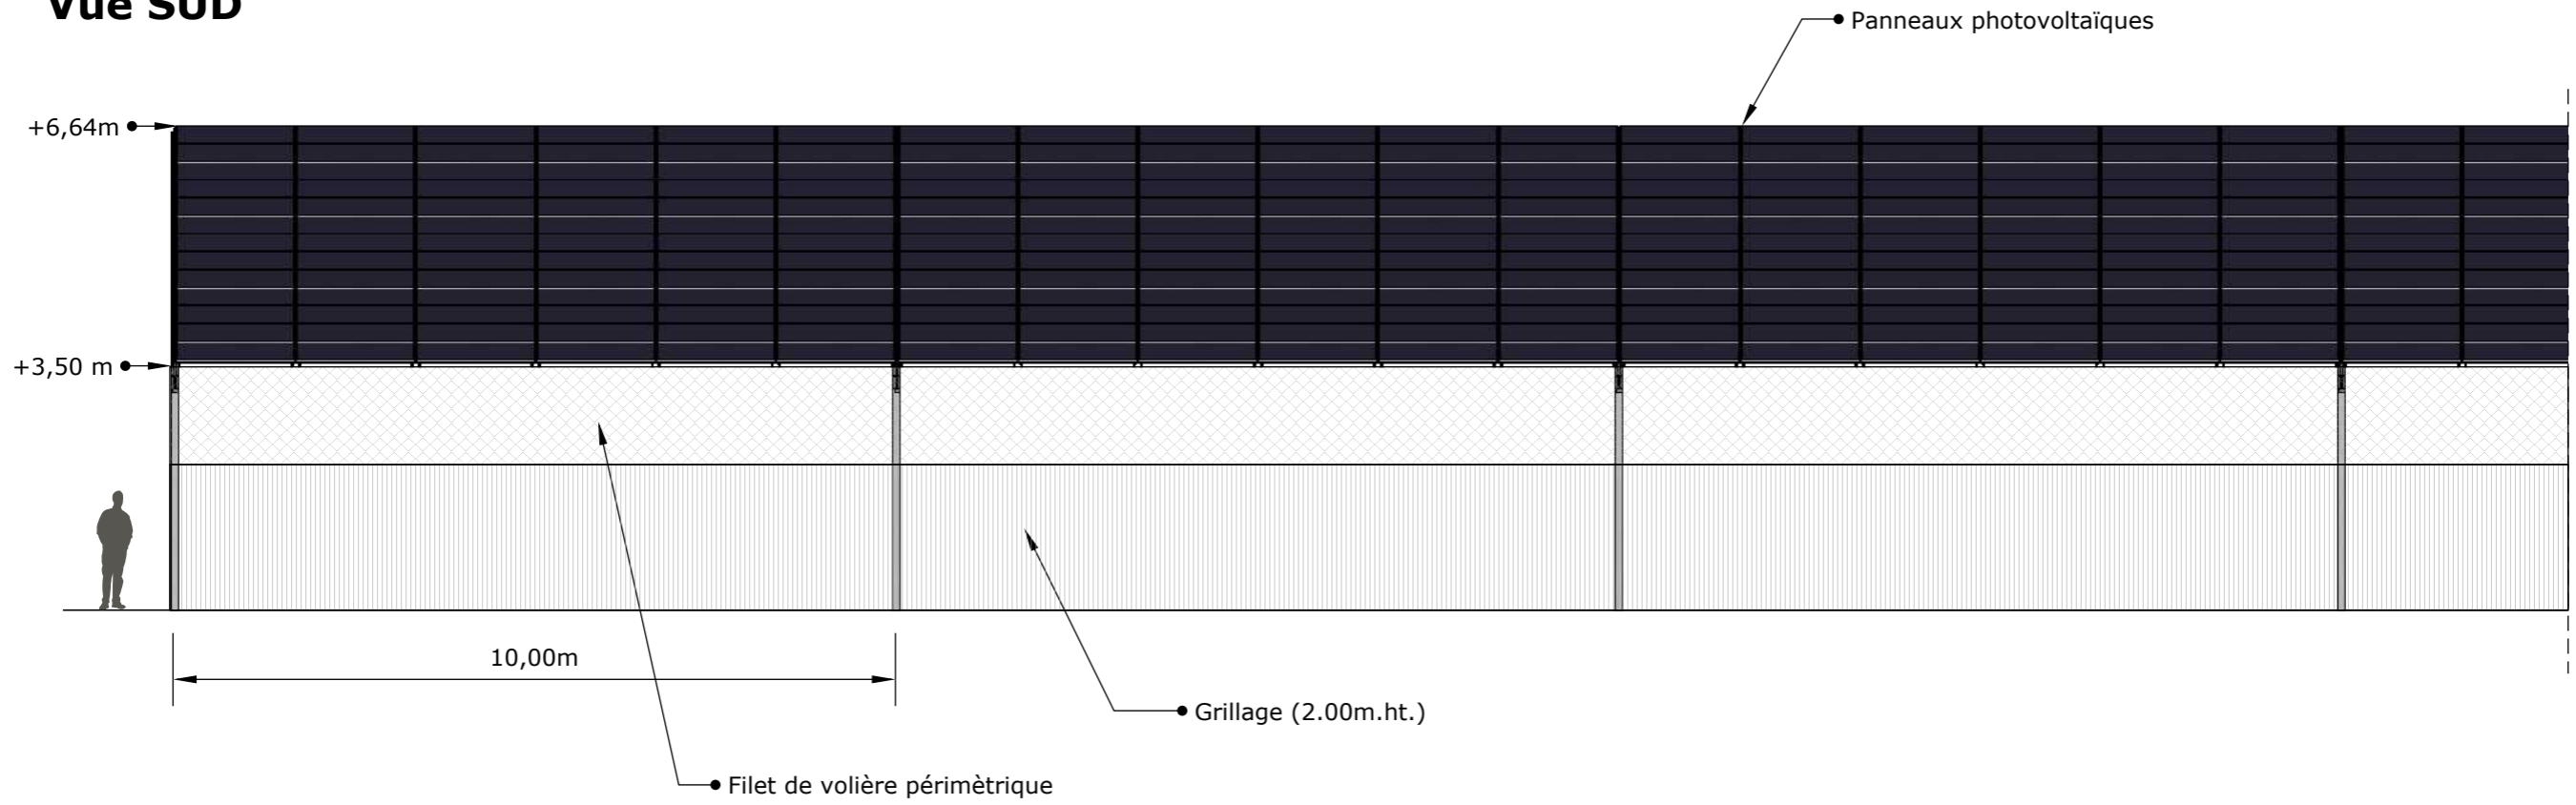 Vue SUD
Panneaux photovoltaïques
+6,64m
+3,50 m
10,00m
Grillage (2.00m.ht.)
Filet de volière périmètrique